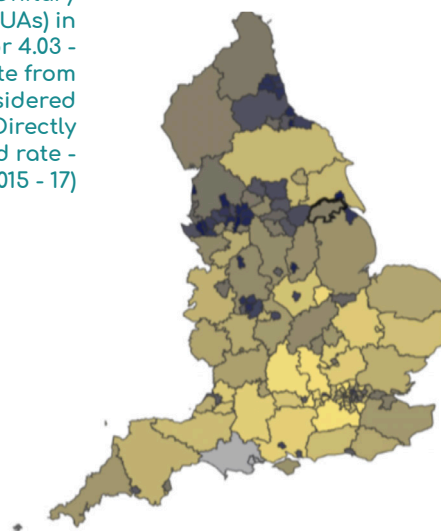 UAs) in
r 4.03 -
te from
sidered
Directly
d rate -
015 - 17)